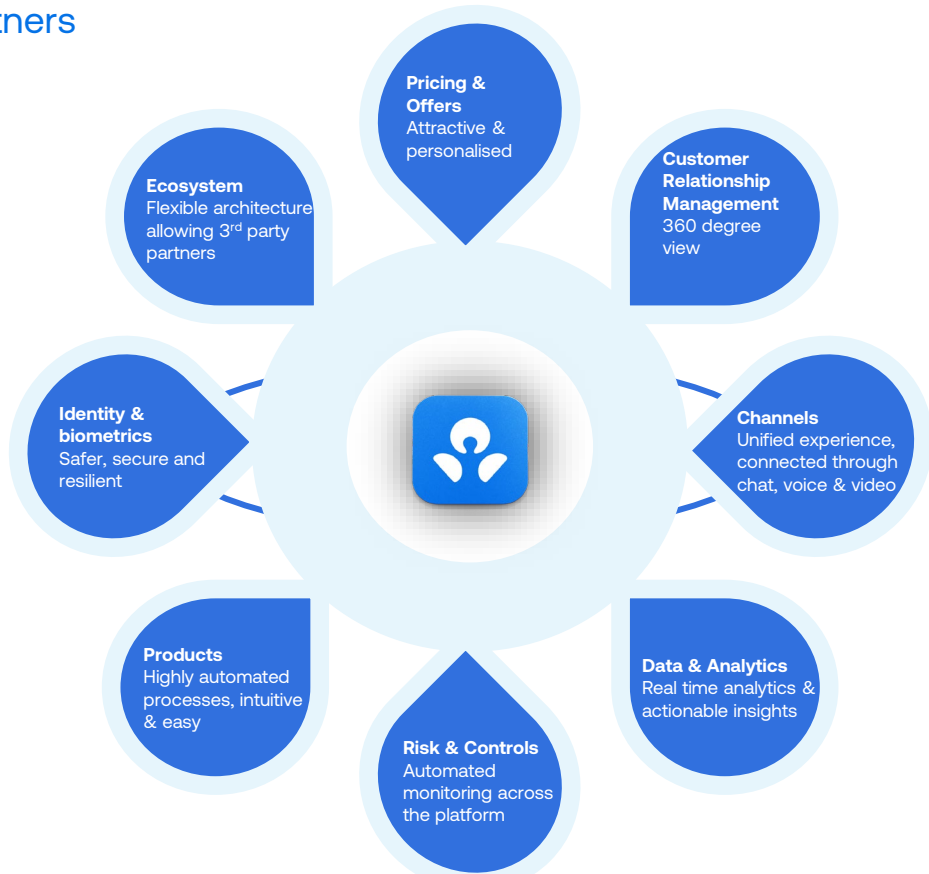 tners
Pricing &
Offers
Attractive &
personalised
Customer
Relationship
Management
360 degree
view
Ecosystem
Flexible architecture
allowing 3rd party
partners
Identity &
biometrics
Safer, secure and
resilient
Channels
Unified experience,
connected through
chat, voice & video
Products
Highly automated
processes, intuitive
& easy
Data & Analytics
Real time analytics &
actionable insights
Risk & Controls
Automated
monitoring across
the platform